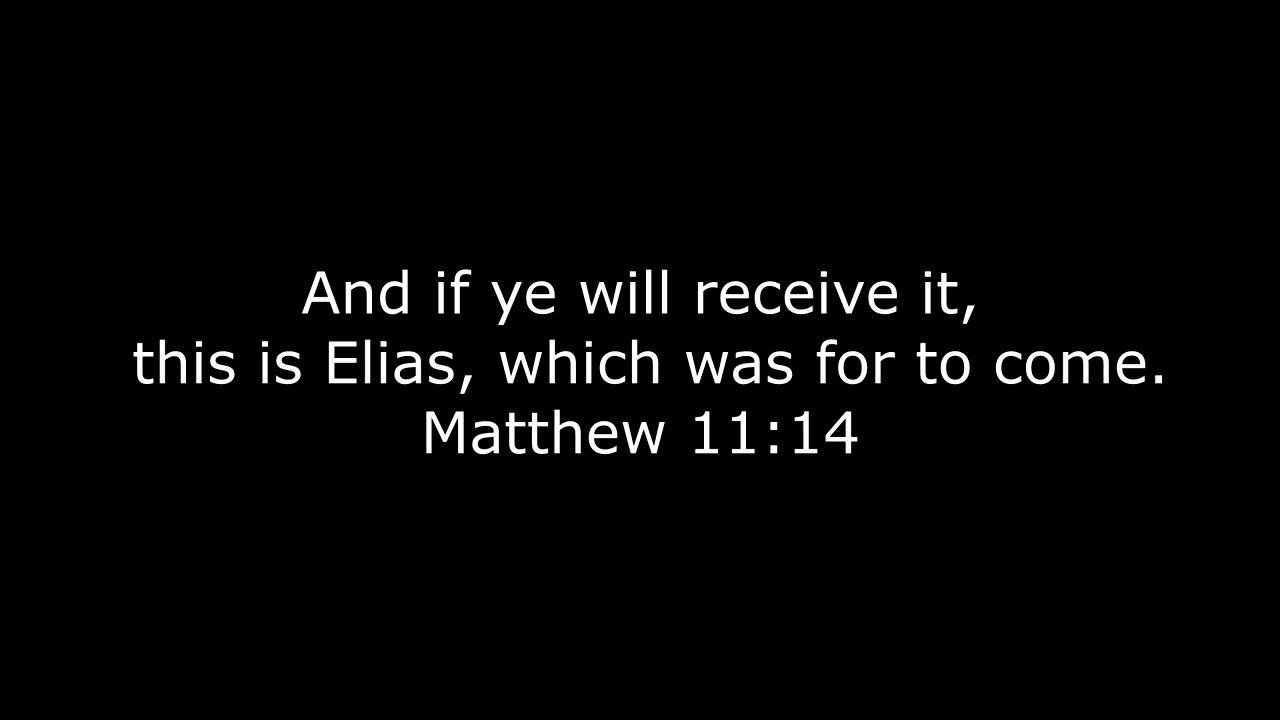 And if ye will receive it,
this is Elias, which was for to come.
Matthew 11:14